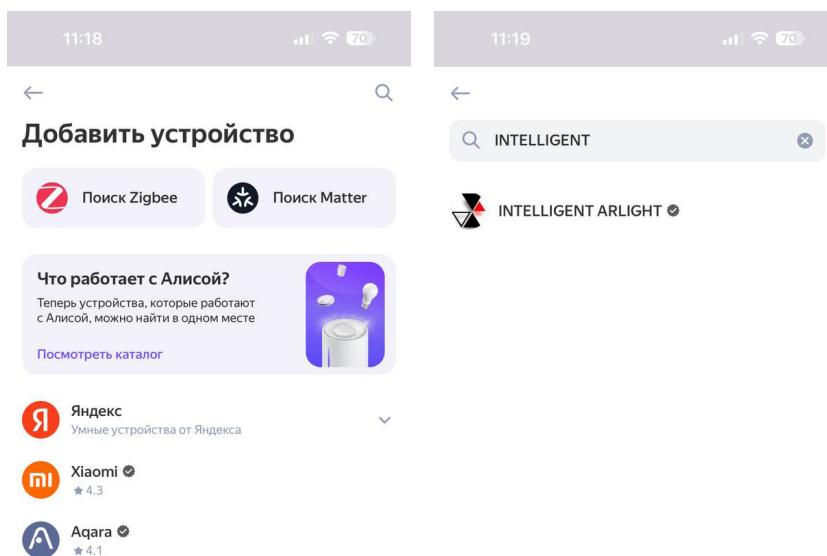 11:18
70
Добавить устройство
Поиск Zigbee
Поиск Matter
Что работает с Алисой?
Теперь устройства, которые работают
с Алисой, можно найти в одном месте
Посмотреть каталог
Я
Яндекс
Умные устройства от Яндекса
mi
Xiaomi
4.3
Aqara
4.1
11:19
70
INTELLIGENT
INTELLIGENT ARLIGHT